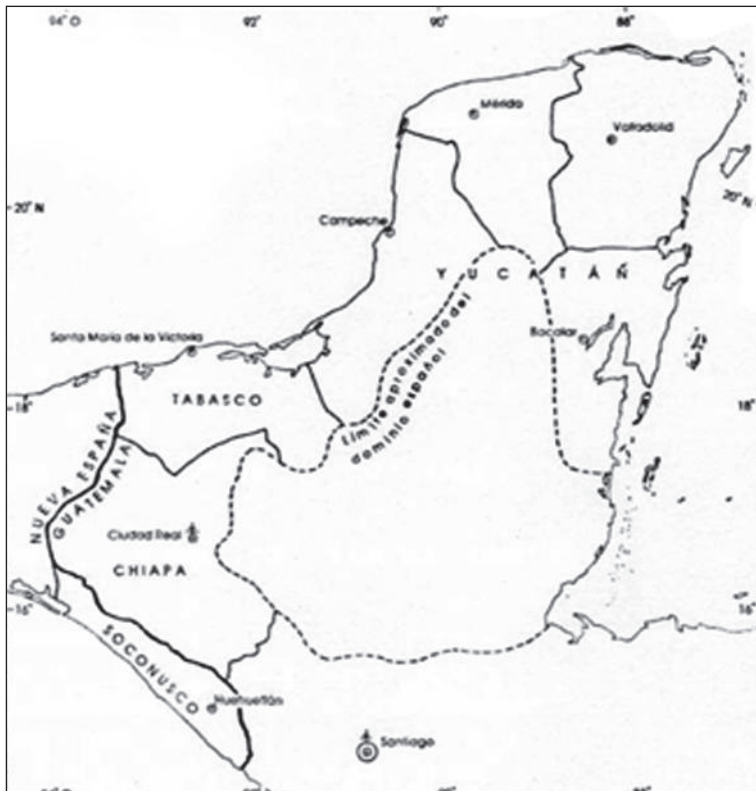 94° O
92
90
88
Mérida
Valladolid
20° N
20° N
Campeche
YUCATÁN
Bacalar
Santa María de la Victoria
Límite aproximado del
dominio español
TABASCO
18
18
NUEVA ESPAÑA
GUATEMALA
Ciudad Real
CHIAPA
16
16
SOCONUSCO
Huehuetlán
Santiago